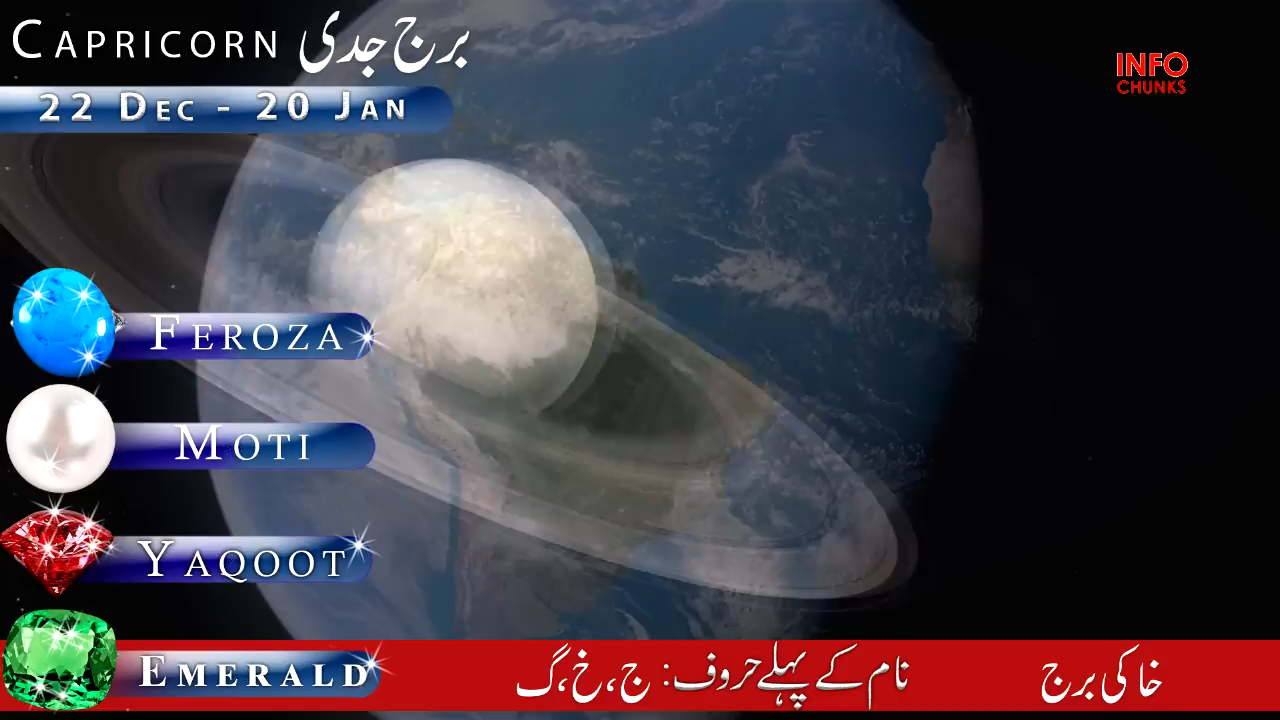 CAPRICORN برج جدی
22 DEC - 20 JAN
INFO
CHUNKS
FEROZA
MOTI
YAQOOT
EMERALD
خاکی برج
نام کے پہلے حروف: ج، خ، گ